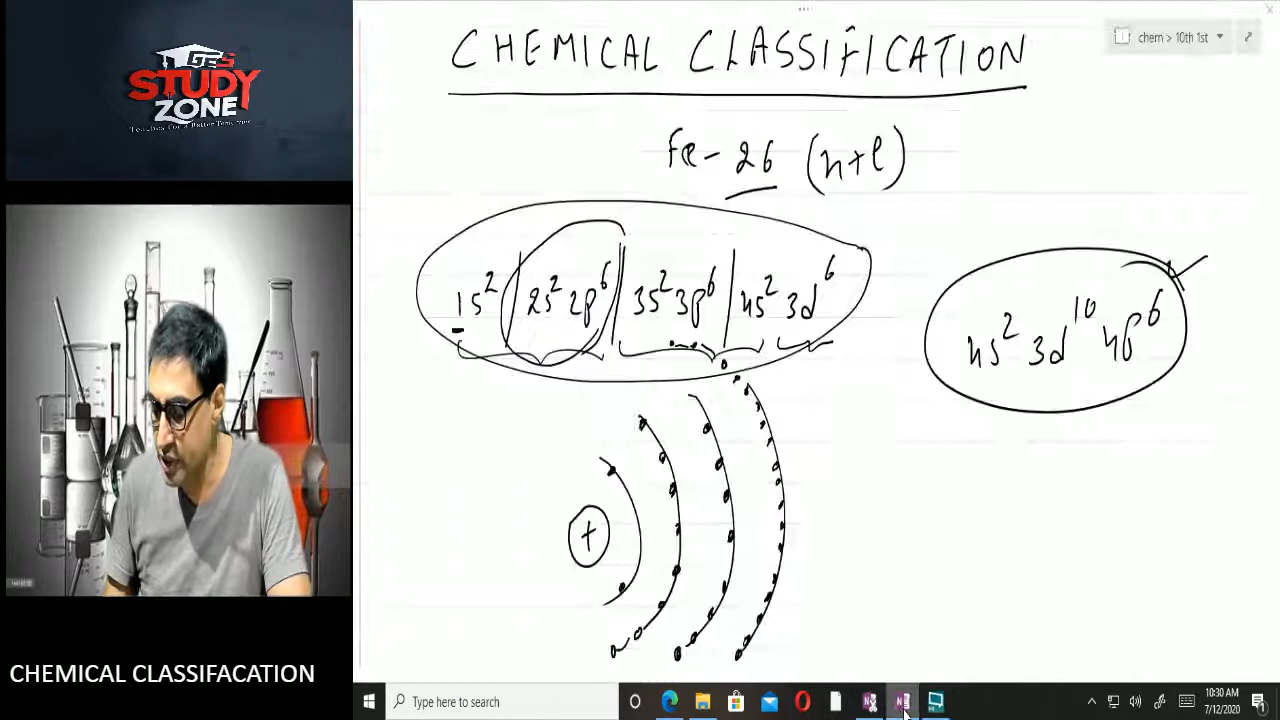 GFS
STUDY
ZONE
CHEMICAL CLASSIFICATION
chem > 10th 1st
Fe - 26 (n+l)
1s² | 2s² 2p⁶ | 3s² 3p⁶ | 4s² 3d⁶
4s² 3d¹⁰ 4p⁶
+
CHEMICAL CLASSIFACATION
Type here to search
10:30 AM
7/12/2020